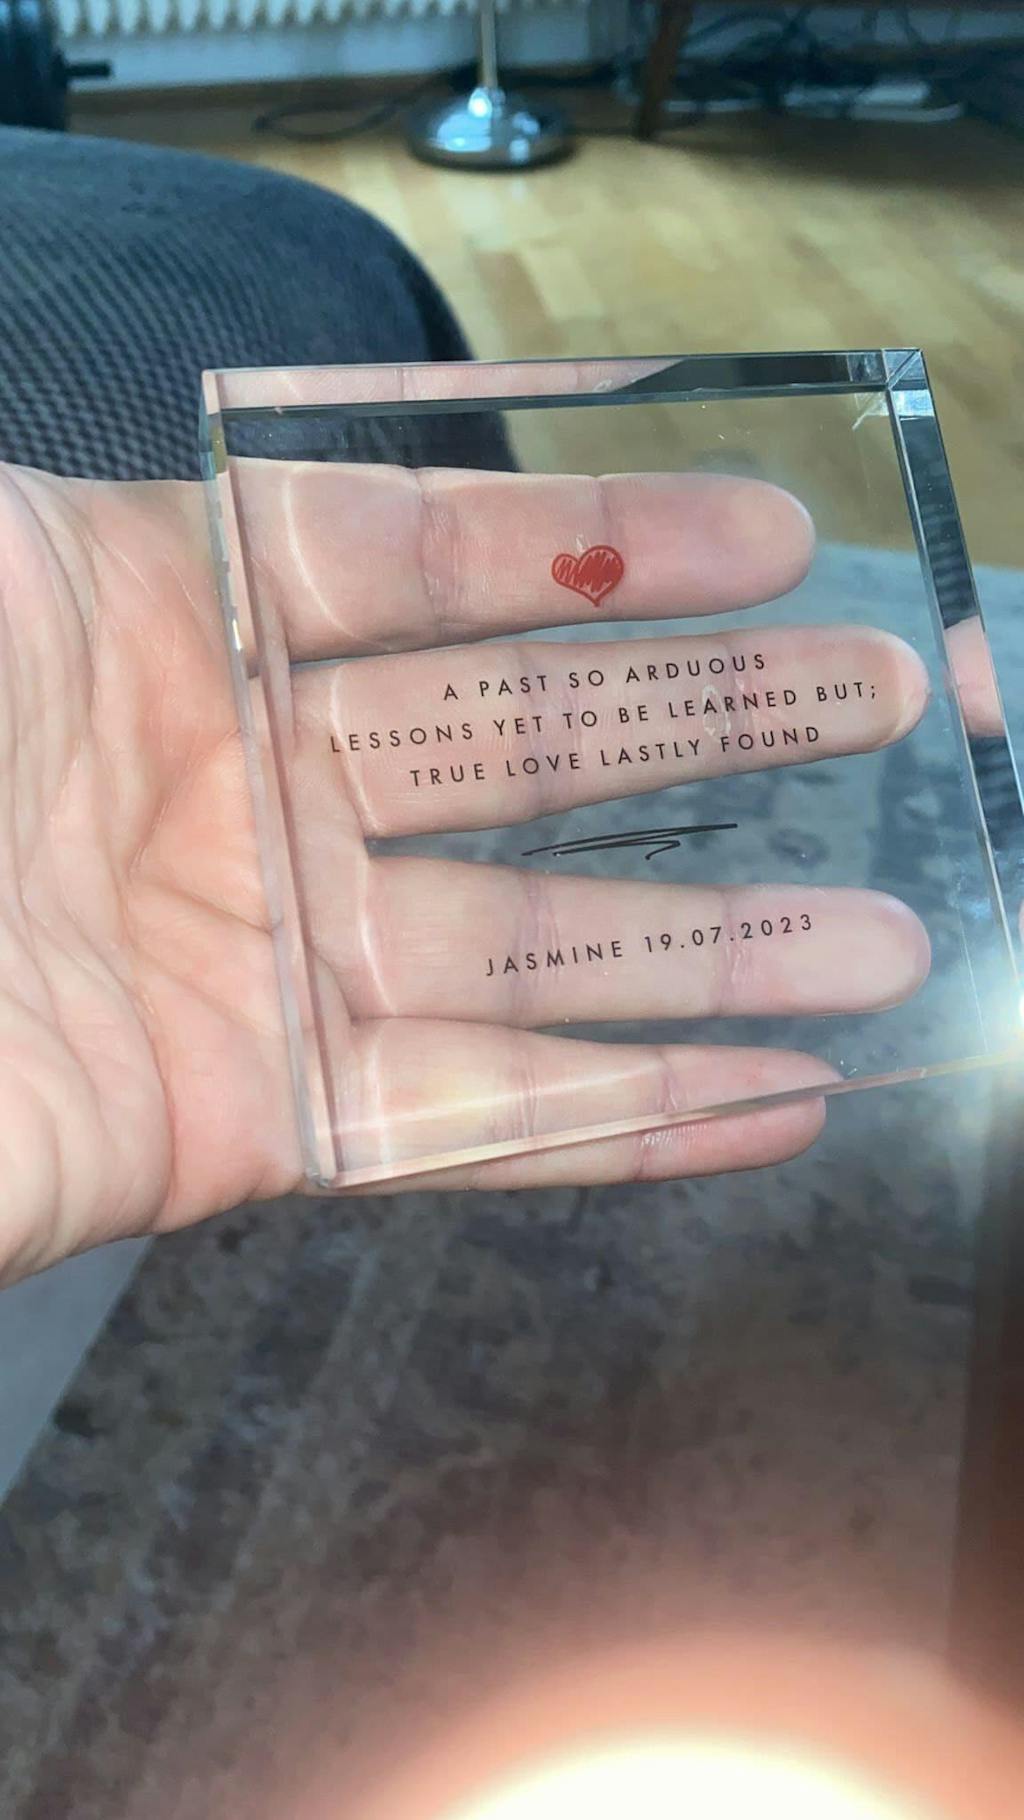 A PAST SO ARDUOUS
LESSONS YET TO BE LEARNED BUT;
TRUE LOVE LASTLY FOUND
JASMINE 19.07.2023